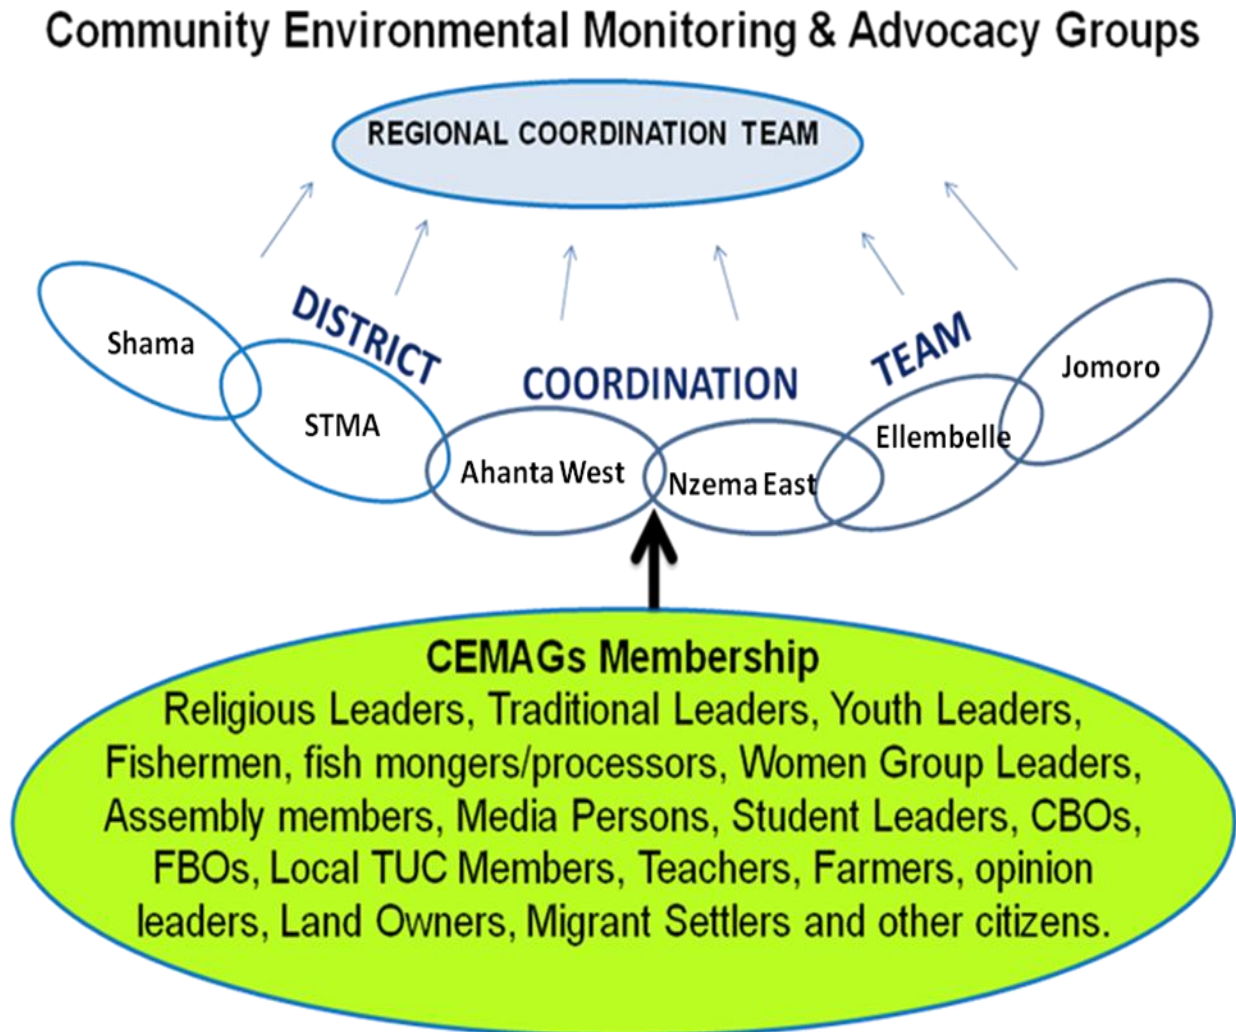 Community Environmental Monitoring & Advocacy Groups
REGIONAL COORDINATION TEAM
DISTRICT
COORDINATION
TEAM
Shama
STMA
Ahanta West
Nzema East
Ellembelle
Jomoro
CEMAGs Membership
Religious Leaders, Traditional Leaders, Youth Leaders,
Fishermen, fish mongers/processors, Women Group Leaders,
Assembly members, Media Persons, Student Leaders, CBOs,
FBOs, Local TUC Members, Teachers, Farmers, opinion
leaders, Land Owners, Migrant Settlers and other citizens.